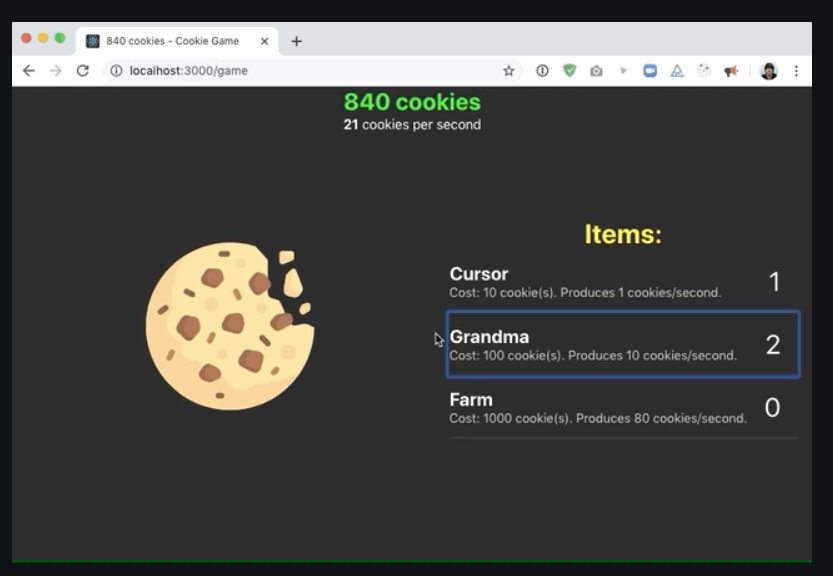 840 cookies - Cookie Game
localhost:3000/game
840 cookies
21 cookies per second
Items:
Cursor
Cost: 10 cookie(s). Produces 1 cookies/second.
1
Grandma
Cost: 100 cookie(s). Produces 10 cookies/second.
2
Farm
Cost: 1000 cookie(s). Produces 80 cookies/second.
0